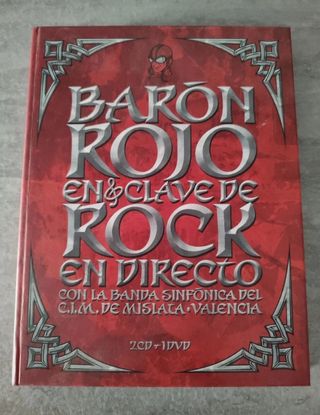 BARÓN
ROJO
EN CLAVE DE
ROCK
EN DIRECTO
CON LA BANDA SINFÓNICA DEL
C.I.M. DE MISLATA • VALENCIA
2CD + 1DVD